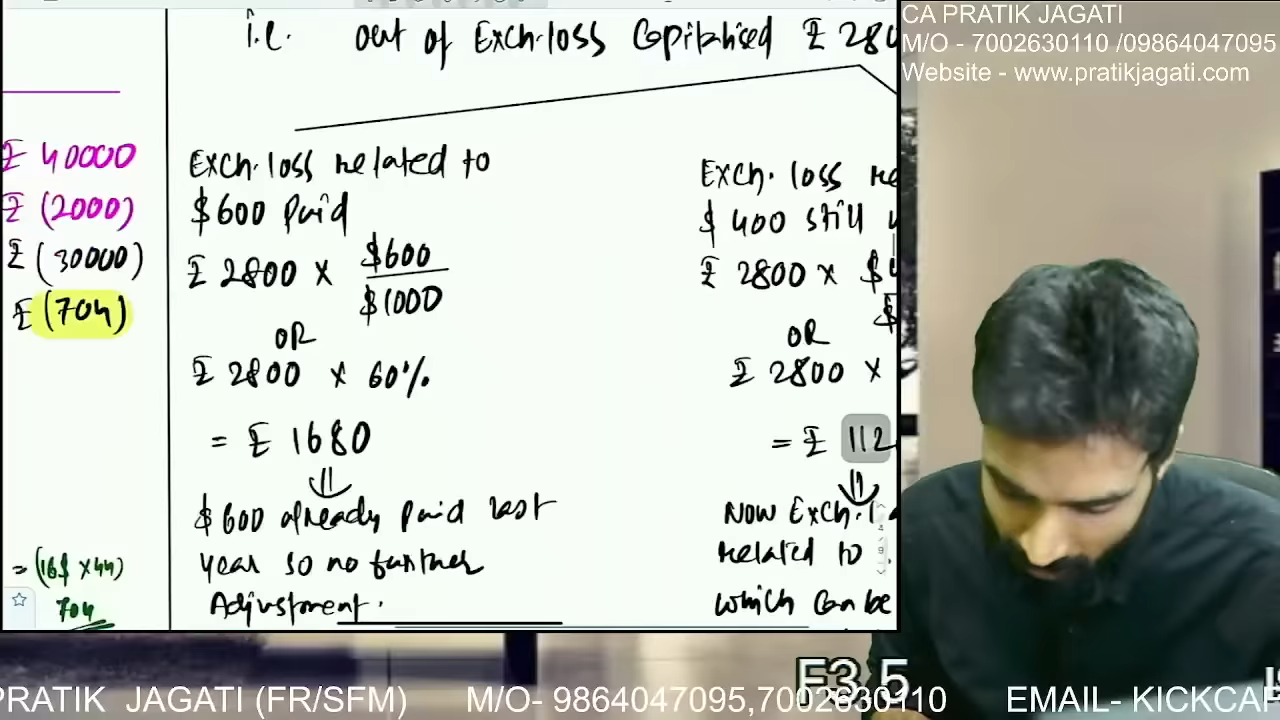 i.e. out of Exch. loss Capitalised ₹ 280
₹ 40000
₹ (2000)
₹ (30000)
₹ (704)
= (16$ x 44)
704
Exch. loss related to
$600 paid
₹ 2800 x $600
$1000
OR
₹ 2800 x 60%
= ₹ 1680
$600 already paid last
year so no further
Adjustment.
Exch. loss
$ 400 still
₹ 2800 x $
$
OR
₹ 2800 x
= ₹ 112
Now Exch.
related to
which can be
CA PRATIK JAGATI
M/O - 7002630110 /09864047095
Website - www.pratikjagati.com
F3.5
PRATIK JAGATI (FR/SFM) M/O- 9864047095,7002630110 EMAIL- KICKCA